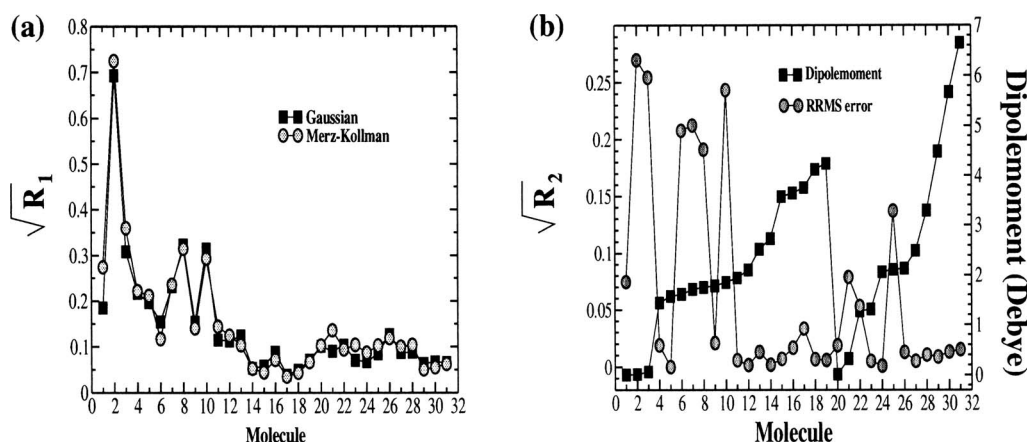 (a)
0.8
0.7
0.6
0.5
0.4
0.3
0.2
0.1
0
√R1
Gaussian
Merz-Kollman
0 2 4 6 8 10 12 14 16 18 20 22 24 26 28 30 32
Molecule
(b)
0.25
0.2
0.15
0.1
0.05
0
√R2
Dipolemoment
RRMS error
7
6
5
4
3
2
1
0
Dipolemoment (Debye)
0 2 4 6 8 10 12 14 16 18 20 22 24 26 28 30 32
Molecule